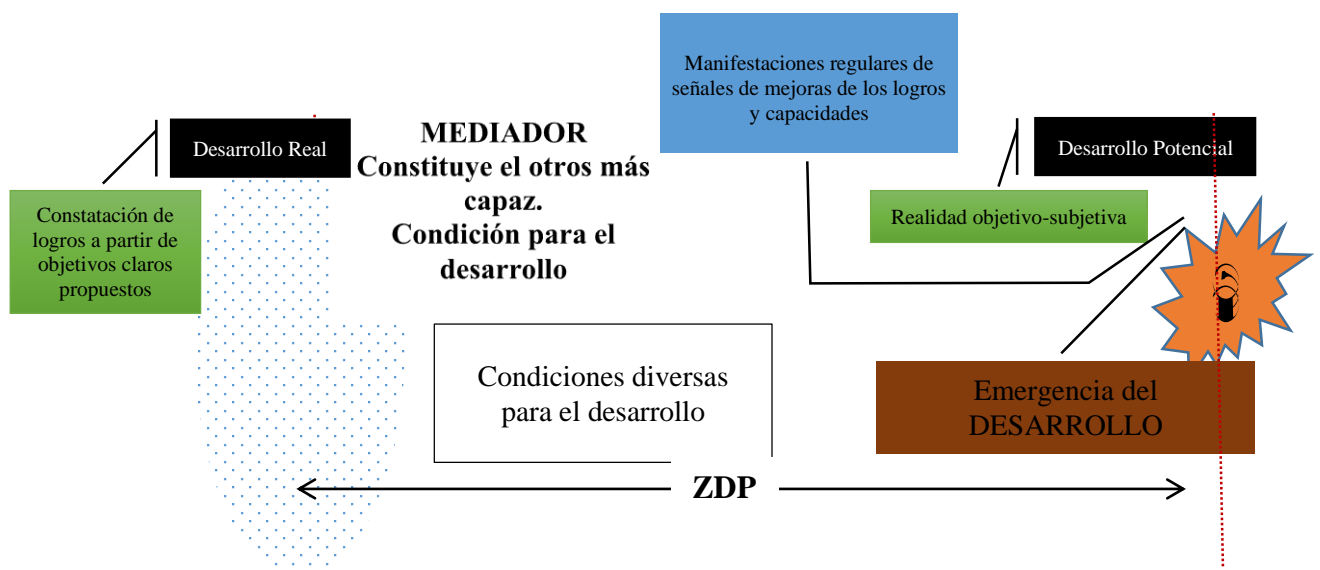 Desarrollo Real
Constatación de
logros a partir de
objetivos claros
propuestos
MEDIADOR
Constituye el otros más
capaz.
Condición para el
desarrollo
Manifestaciones regulares de
señales de mejoras de los logros
y capacidades
Desarrollo Potencial
Realidad objetivo-subjetiva
Condiciones diversas
para el desarrollo
Emergencia del
DESARROLLO
ZDP